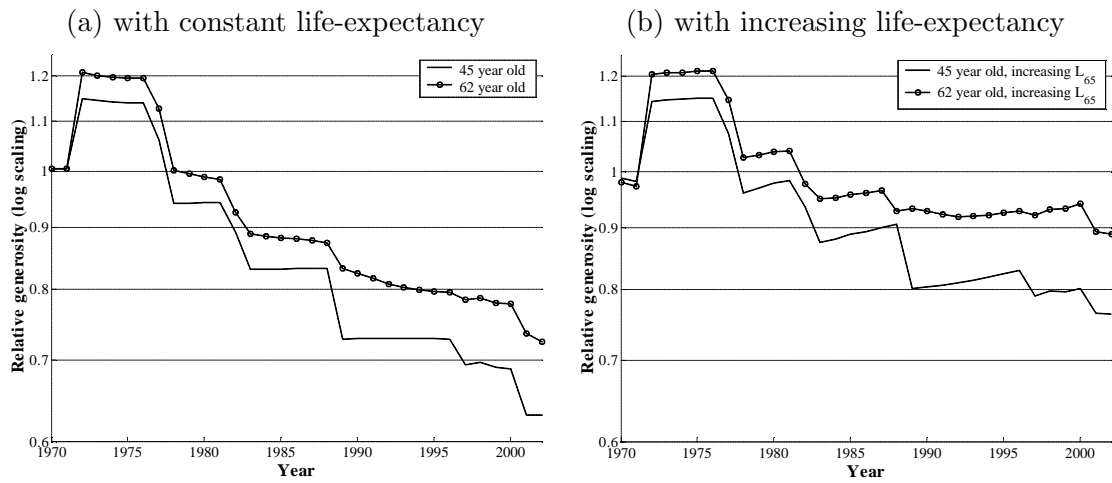 (a) with constant life-expectancy
(b) with increasing life-expectancy
Relative generosity (log scaling)
1.2
1.1
1
0.9
0.8
0.7
0.6
1970 1975 1980 1985 1990 1995 2000
Year
45 year old
62 year old
Relative generosity (log scaling)
1.2
1.1
1
0.9
0.8
0.7
0.6
1970 1975 1980 1985 1990 1995 2000
Year
45 year old, increasing L65
62 year old, increasing L65